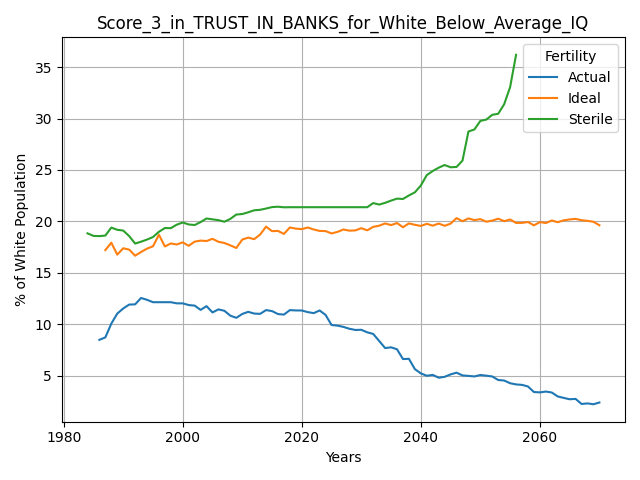 Score_3_in_TRUST_IN_BANKS_for_White_Below_Average_IQ
% of White Population
35
30
25
20
15
10
5
Fertility
Actual
Ideal
Sterile
1980 2000 2020 2040 2060
Years